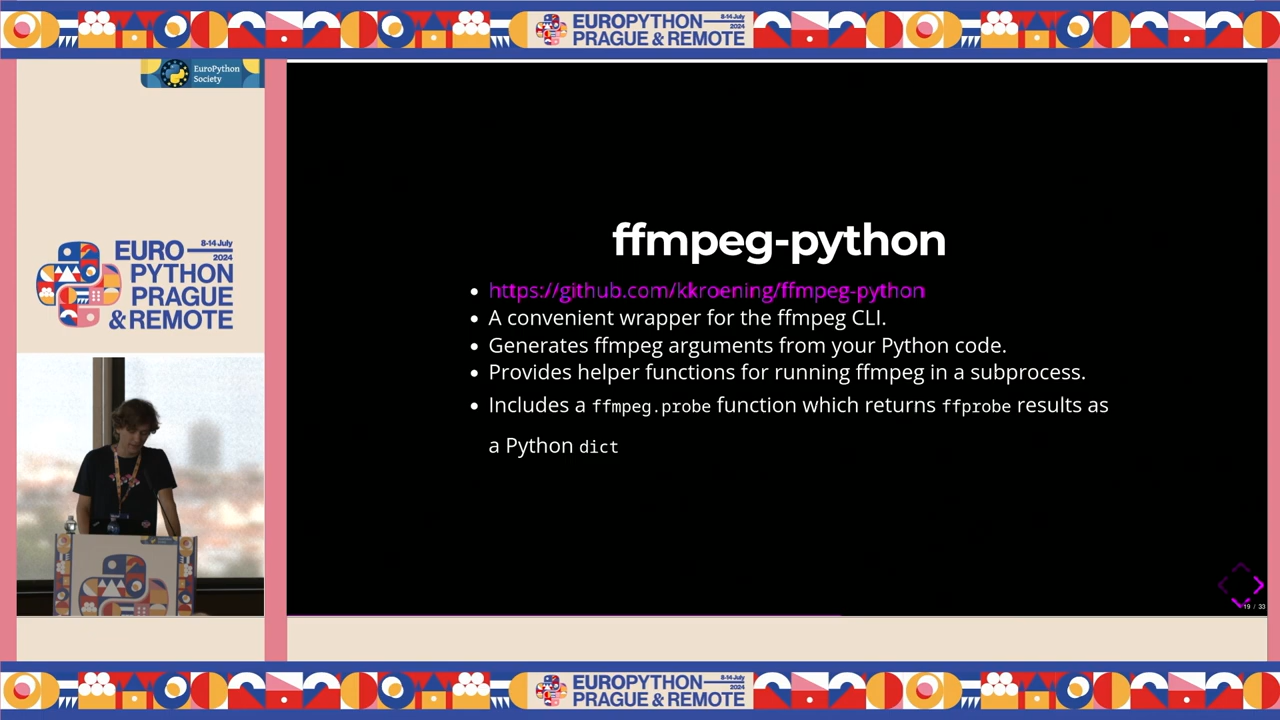 EUROPYTHON
8-14 July
2024
PRAGUE & REMOTE
EuroPython
Society
EURO
8-14 July
2024
PYTHON
PRAGUE
& REMOTE
ffmpeg-python
https://github.com/kkroening/ffmpeg-python
A convenient wrapper for the ffmpeg CLI.
Generates ffmpeg arguments from your Python code.
Provides helper functions for running ffmpeg in a subprocess.
Includes a ffmpeg.probe function which returns ffprobe results as
a Python dict
19 / 33
EUROPYTHON
8-14 July
2024
PRAGUE & REMOTE